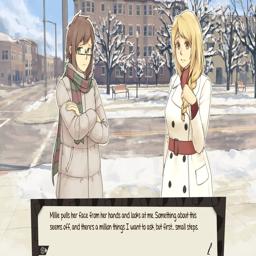 Millie pulls her face from her hands and looks at me. Something about this
seems off, and there's a million things I want to ask, but first, small steps.